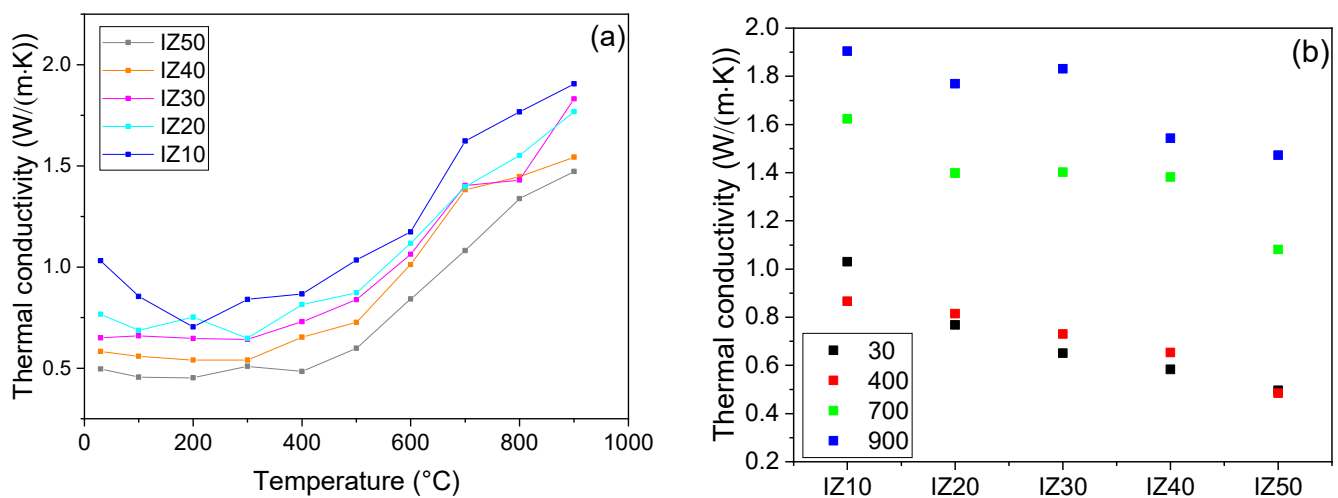 (a)
IZ50
IZ40
IZ30
IZ20
IZ10
Thermal conductivity (W/(m·K))
2.0
1.5
1.0
0.5
0 200 400 600 800 1000
Temperature (°C)
(b)
Thermal conductivity (W/(m·K))
2.0
1.8
1.6
1.4
1.2
1.0
0.8
0.6
0.4
0.2
30
400
700
900
IZ10 IZ20 IZ30 IZ40 IZ50